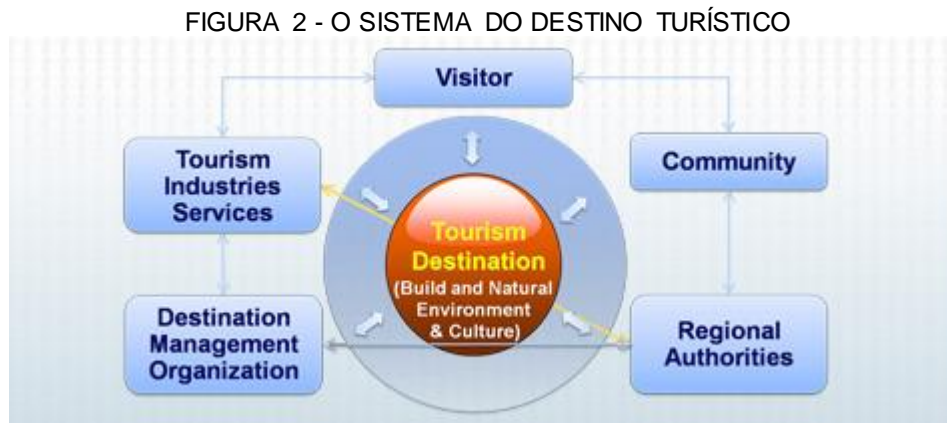 FIGURA 2 - O SISTEMA DO DESTINO TURÍSTICO
Visitor
Tourism
Industries
Services
Community
Tourism
Destination
(Build and Natural
Environment
& Culture)
Destination
Management
Organization
Regional
Authorities